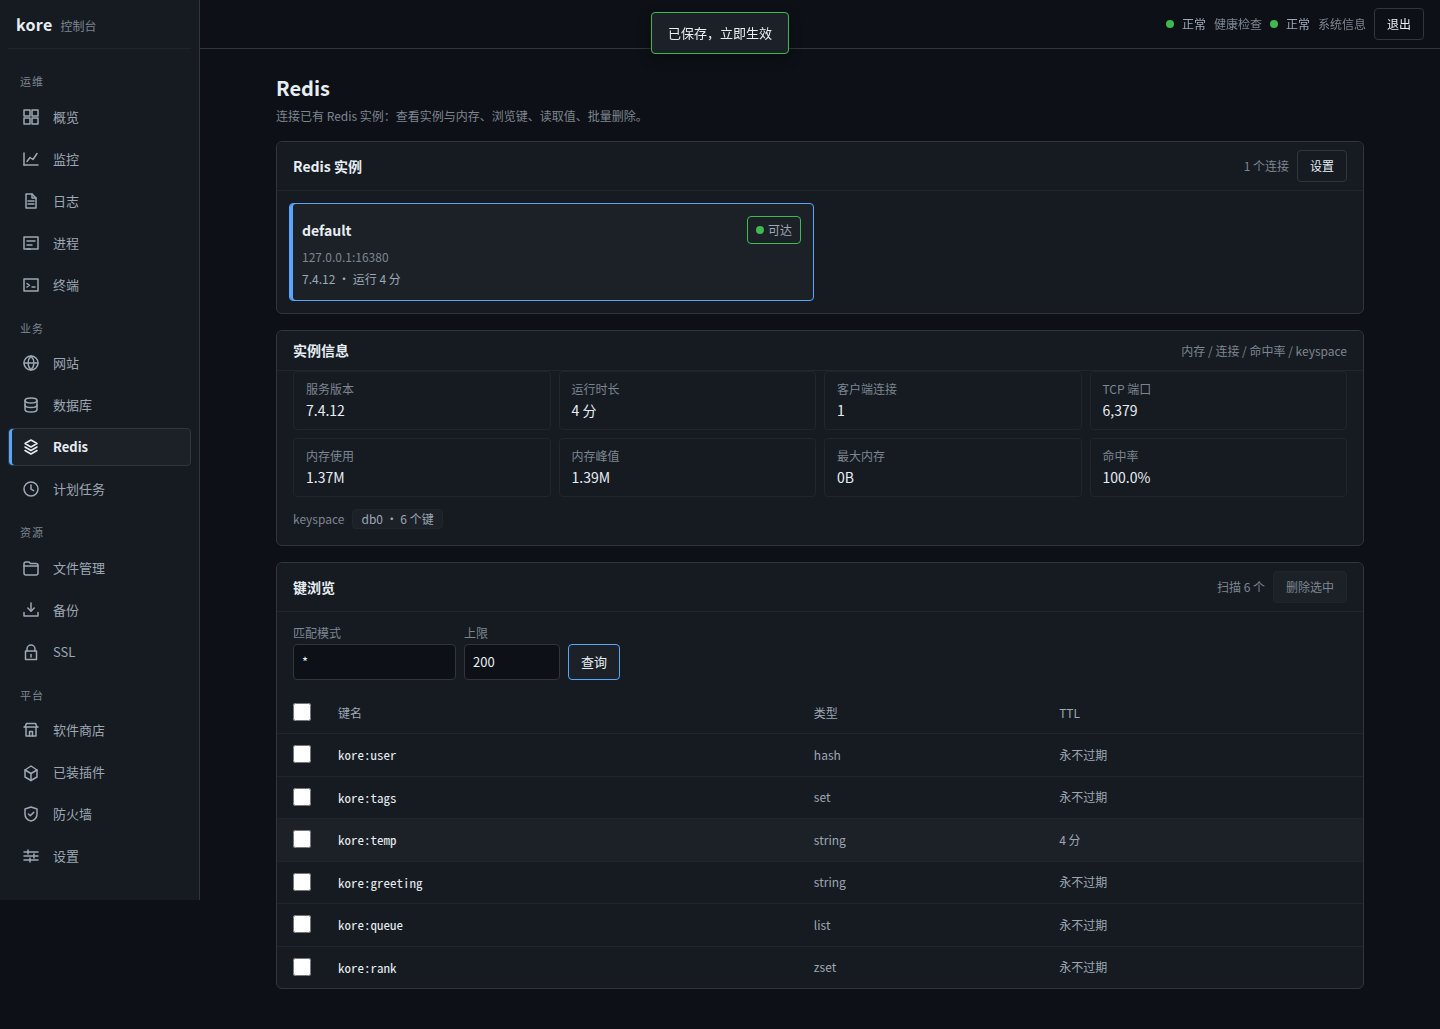 kore 控制台
已保存，立即生效
正常 健康检查 正常 系统信息 退出
运维
概览
监控
日志
进程
终端
业务
网站
数据库
Redis
计划任务
资源
文件管理
备份
SSL
平台
软件商店
已装插件
防火墙
设置
Redis
连接已有 Redis 实例：查看实例与内存、浏览键、读取值、批量删除。
Redis 实例
1 个连接 设置
default
可达
127.0.0.1:16380
7.4.12 · 运行 4 分
实例信息
内存 / 连接 / 命中率 / keyspace
服务版本 运行时长 客户端连接 TCP 端口
7.4.12 4 分 1 6,379
内存使用 内存峰值 最大内存 命中率
1.37M 1.39M 0B 100.0%
keyspace db0 · 6 个键
键浏览
扫描 6 个 删除选中
匹配模式 上限
* 200 查询
键名 类型 TTL
kore:user hash 永不过期
kore:tags set 永不过期
kore:temp string 4 分
kore:greeting string 永不过期
kore:queue list 永不过期
kore:rank zset 永不过期